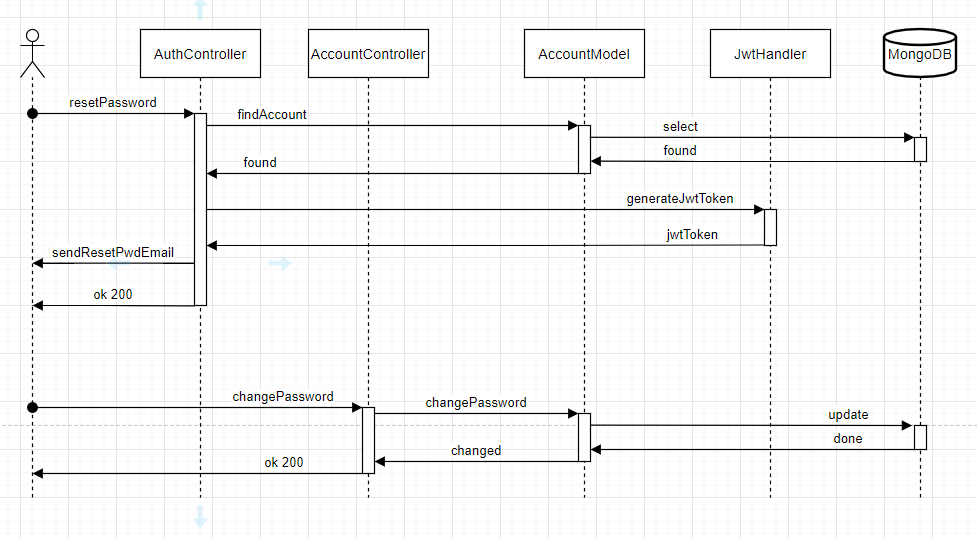 AuthController
AccountController
AccountModel
JwtHandler
MongoDB
resetPassword
findAccount
select
found
found
generateJwtToken
jwtToken
sendResetPwdEmail
ok 200
changePassword
changePassword
update
done
changed
ok 200